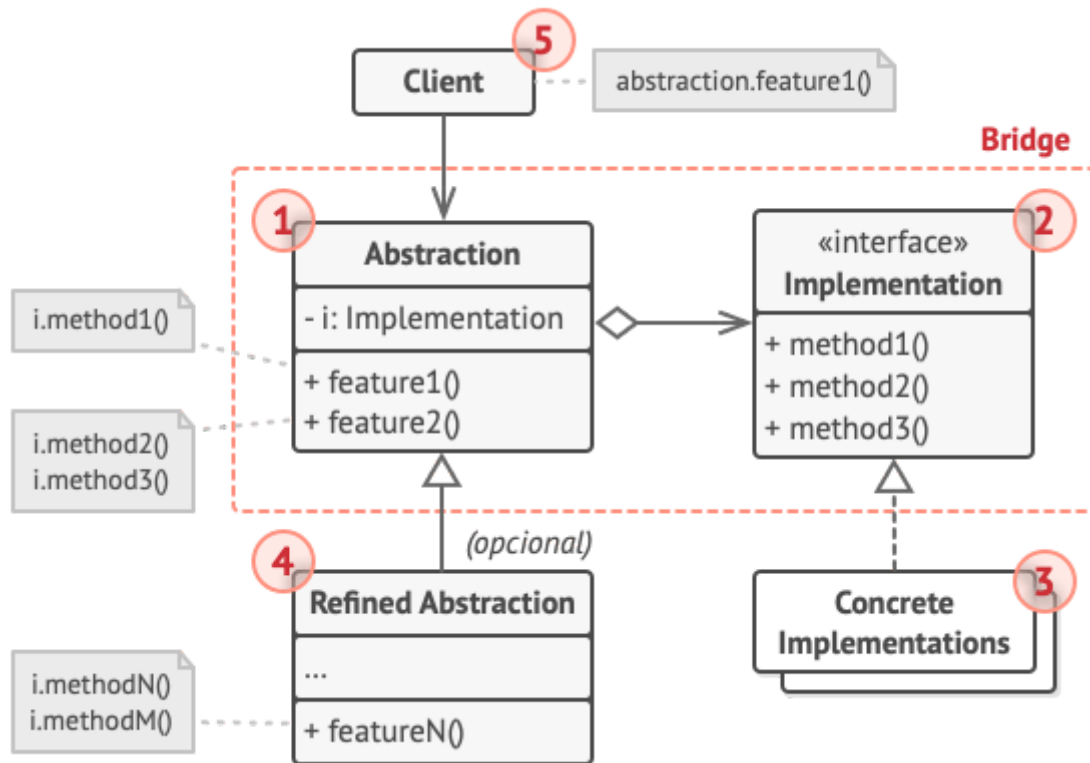 5
Client
abstraction.feature1()
Bridge
1
Abstraction
- i: Implementation
+ feature1()
+ feature2()
i.method1()
i.method2()
i.method3()
2
«interface»
Implementation
+ method1()
+ method2()
+ method3()
(opcional)
4
Refined Abstraction
...
+ featureN()
i.methodN()
i.methodM()
3
Concrete
Implementations